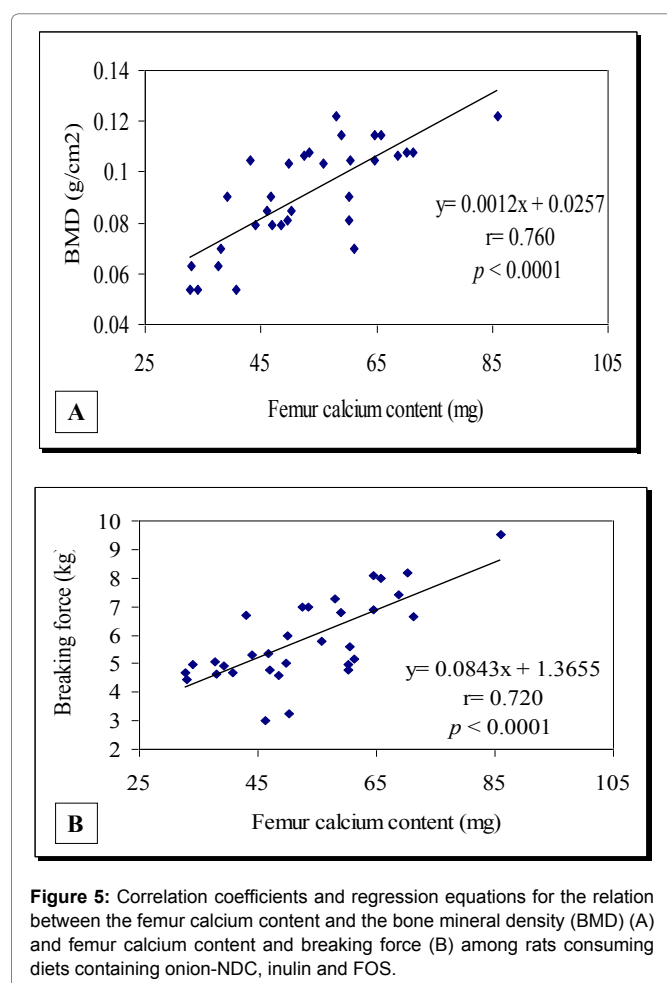 0.14
0.12
0.1
0.08
0.06
0.04
BMD (g/cm2)
y= 0.0012x + 0.0257
r= 0.760
p < 0.0001
25 45 65 85 105
Femur calcium content (mg)
A
10
9
8
7
6
5
4
3
2
Breaking force (kg)
y= 0.0843x + 1.3655
r= 0.720
p < 0.0001
25 45 65 85 105
Femur calcium content (mg)
B
Figure 5: Correlation coefficients and regression equations for the relation
between the femur calcium content and the bone mineral density (BMD) (A)
and femur calcium content and breaking force (B) among rats consuming
diets containing onion-NDC, inulin and FOS.